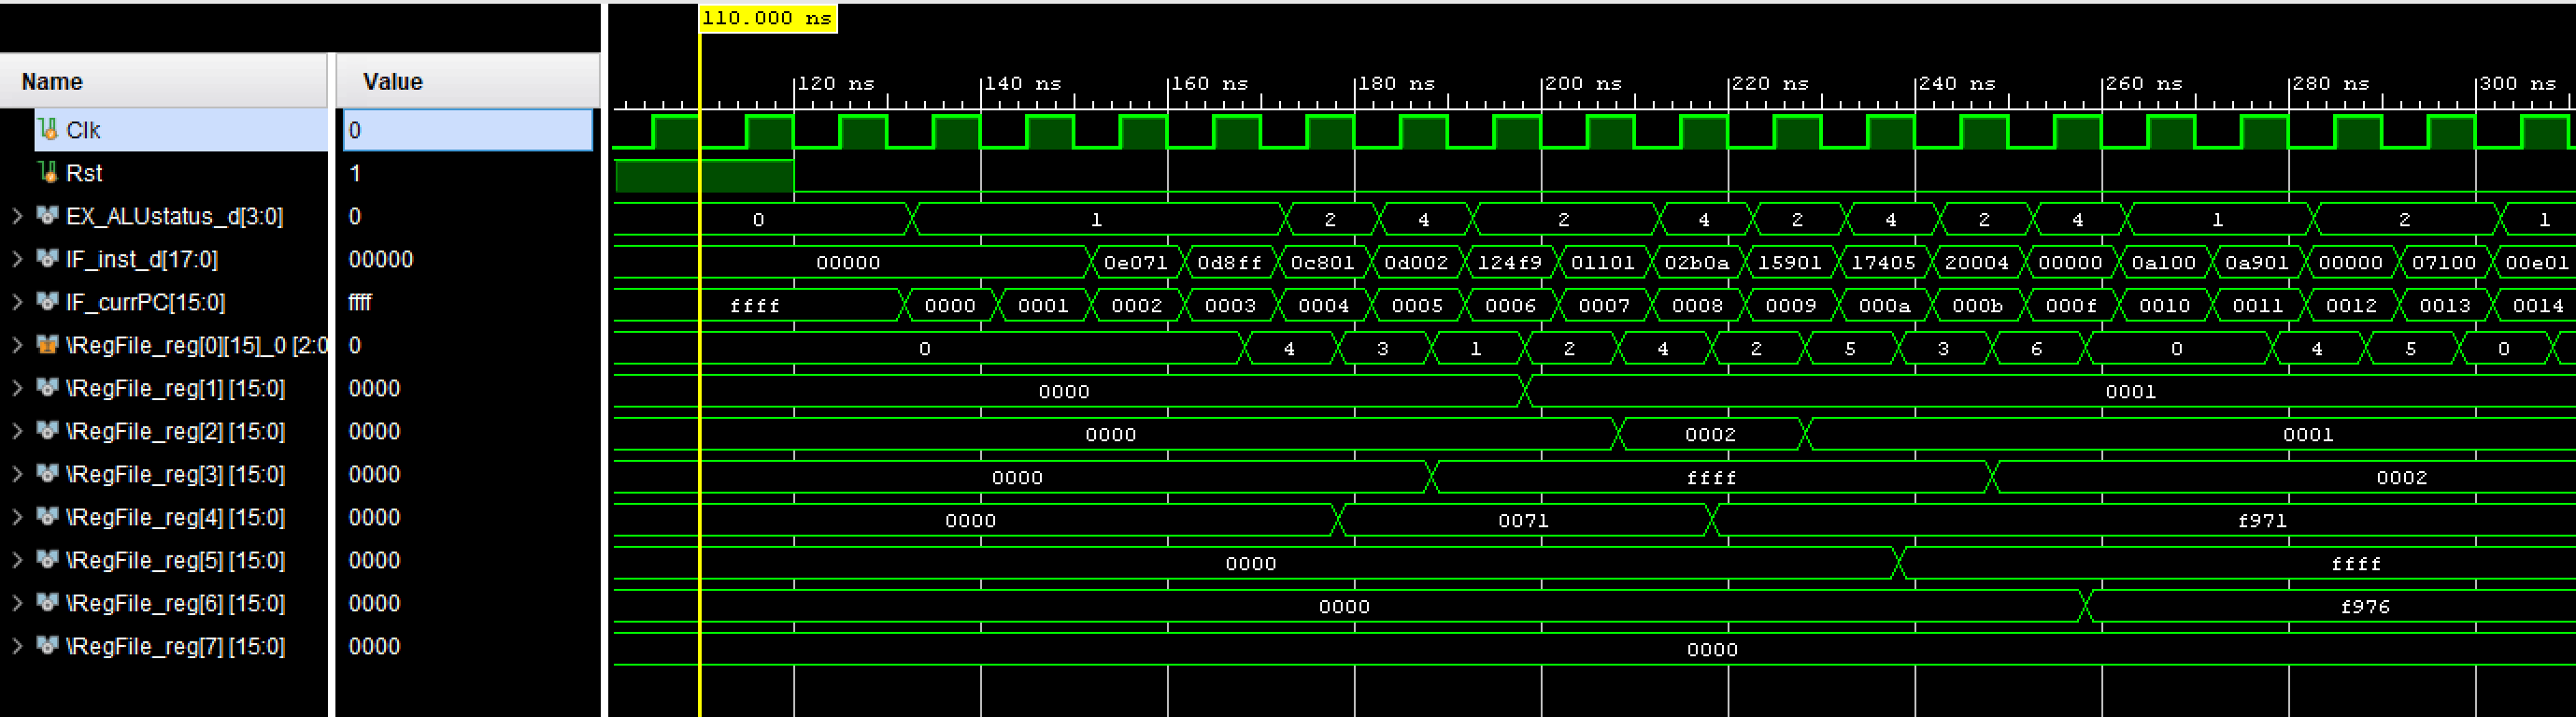 110.000 ns
Name Value
120 ns 140 ns 160 ns 180 ns 200 ns 220 ns 240 ns 260 ns 280 ns 300 ns
Clk 0
Rst 1
EX_ALUstatus_d[3:0] 0 0 1 2 4 2 4 2 4 2 4 1 2 1
IF_inst_d[17:0] 00000 00000 0e071 0d8ff 0c801 0d002 124f9 01101 02b0a 15901 17405 20004 00000 0a100 0a901 00000 07100 00e01
IF_currPC[15:0] ffff ffff 0000 0001 0002 0003 0004 0005 0006 0007 0008 0009 000a 000b 000f 0010 0011 0012 0013 0014
\RegFile_reg[0][15]_0 [2:0 0 0 4 3 1 2 4 2 5 3 6 0 4 5 0
\RegFile_reg[1] [15:0] 0000 0000 0001
\RegFile_reg[2] [15:0] 0000 0000 0002 0001
\RegFile_reg[3] [15:0] 0000 0000 ffff 0002
\RegFile_reg[4] [15:0] 0000 0000 0071 f971
\RegFile_reg[5] [15:0] 0000 0000 ffff
\RegFile_reg[6] [15:0] 0000 0000 f976
\RegFile_reg[7] [15:0] 0000 0000